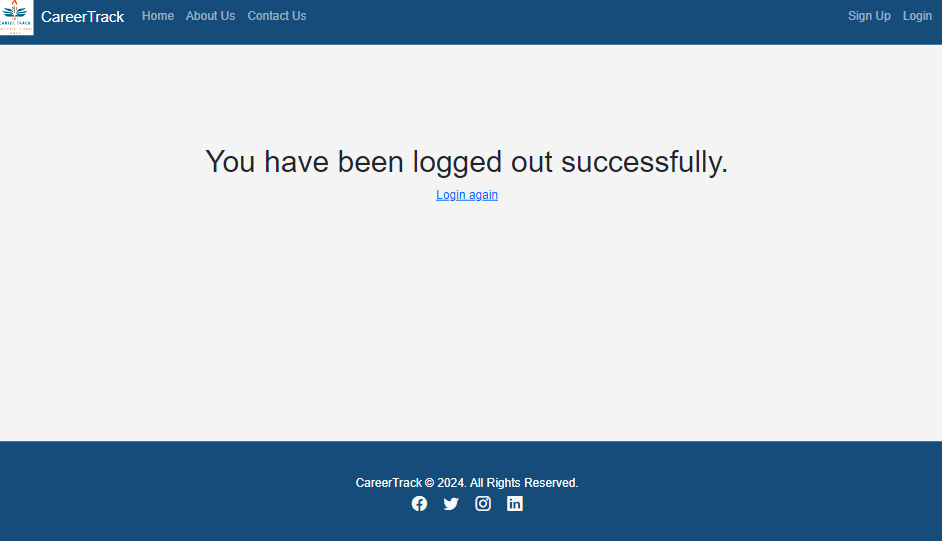 CAREER TRACK
CareerTrack Home About Us Contact Us Sign Up Login
You have been logged out successfully.
Login again
CareerTrack © 2024. All Rights Reserved.